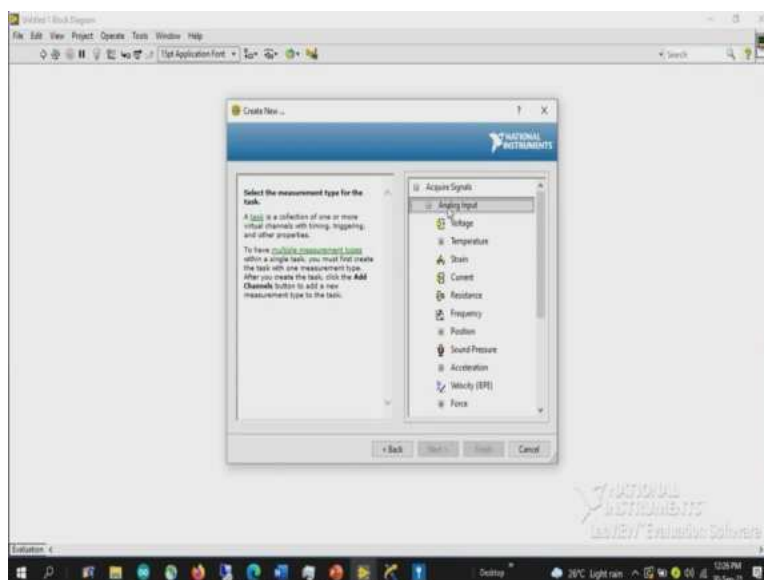 Untitled 1 Block Diagram
File Edit View Project Operate Tools Window Help
15pt Application Font
Search
Create New ...
NATIONAL
INSTRUMENTS
Select the measurement type for the
task.
A task is a collection of one or more
virtual channels with timing, triggering,
and other properties.
To have multiple measurement types
within a single task, you must first create
the task with one measurement type.
After you create the task, click the Add
Channels button to add a new
measurement type to the task.
Acquire Signals
Analog Input
Voltage
Temperature
Strain
Current
Resistance
Frequency
Position
Sound Pressure
Acceleration
Velocity (IEPE)
Force
< Back
Next >
Finish
Cancel
NATIONAL
INSTRUMENTS
LabVIEW Evaluation Software
Evaluation
Desktop
26°C Light rain
12:05 PM